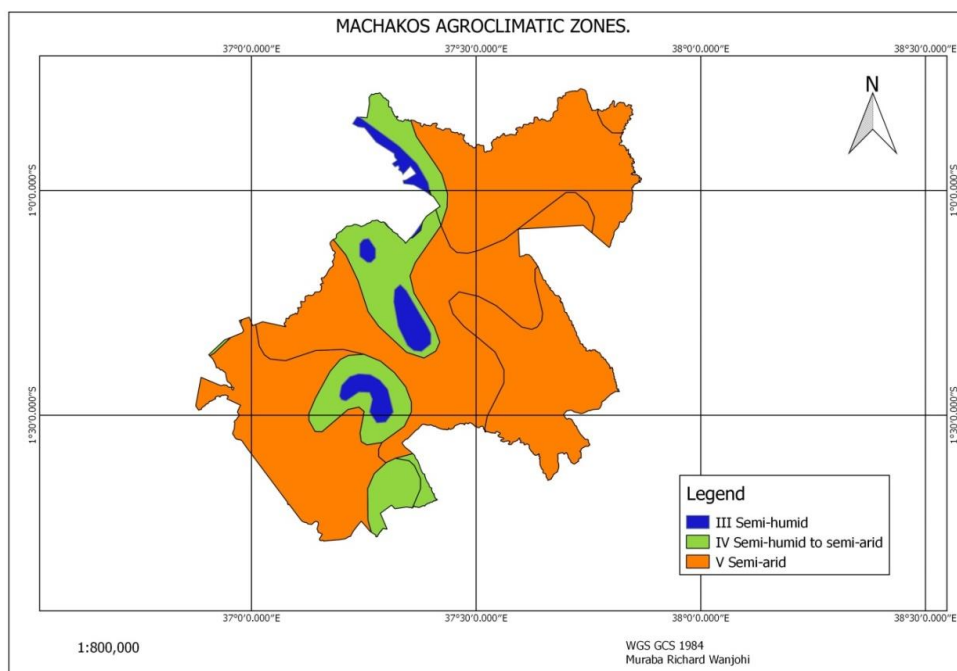 MACHAKOS AGROCLIMATIC ZONES.
37°0'0.000"E
37°30'0.000"E
38°0'0.000"E
38°30'0.000"E
N
1°0'0.000"S
1°0'0.000"S
1°30'0.000"S
1°30'0.000"S
Legend
III Semi-humid
IV Semi-humid to semi-arid
V Semi-arid
37°0'0.000"E
37°30'0.000"E
38°0'0.000"E
38°30'0.000"E
1:800,000
WGS GCS 1984
Muraba Richard Wanjohi